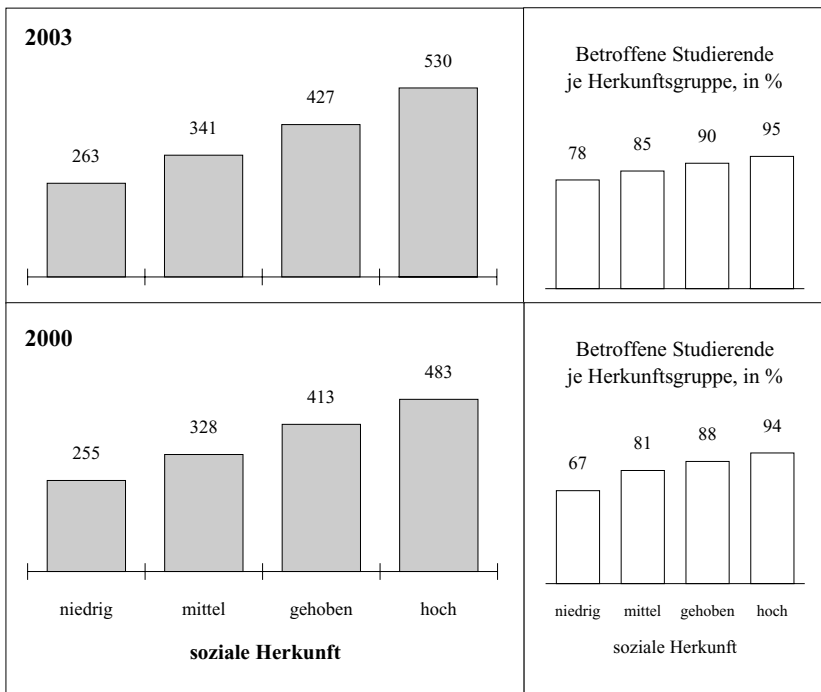 2003
530
427
341
263
Betroffene Studierende
je Herkunftsgruppe, in %
95
90
85
78
2000
483
413
328
255
niedrig mittel gehoben hoch
soziale Herkunft
Betroffene Studierende
je Herkunftsgruppe, in %
94
88
81
67
niedrig mittel gehoben hoch
soziale Herkunft